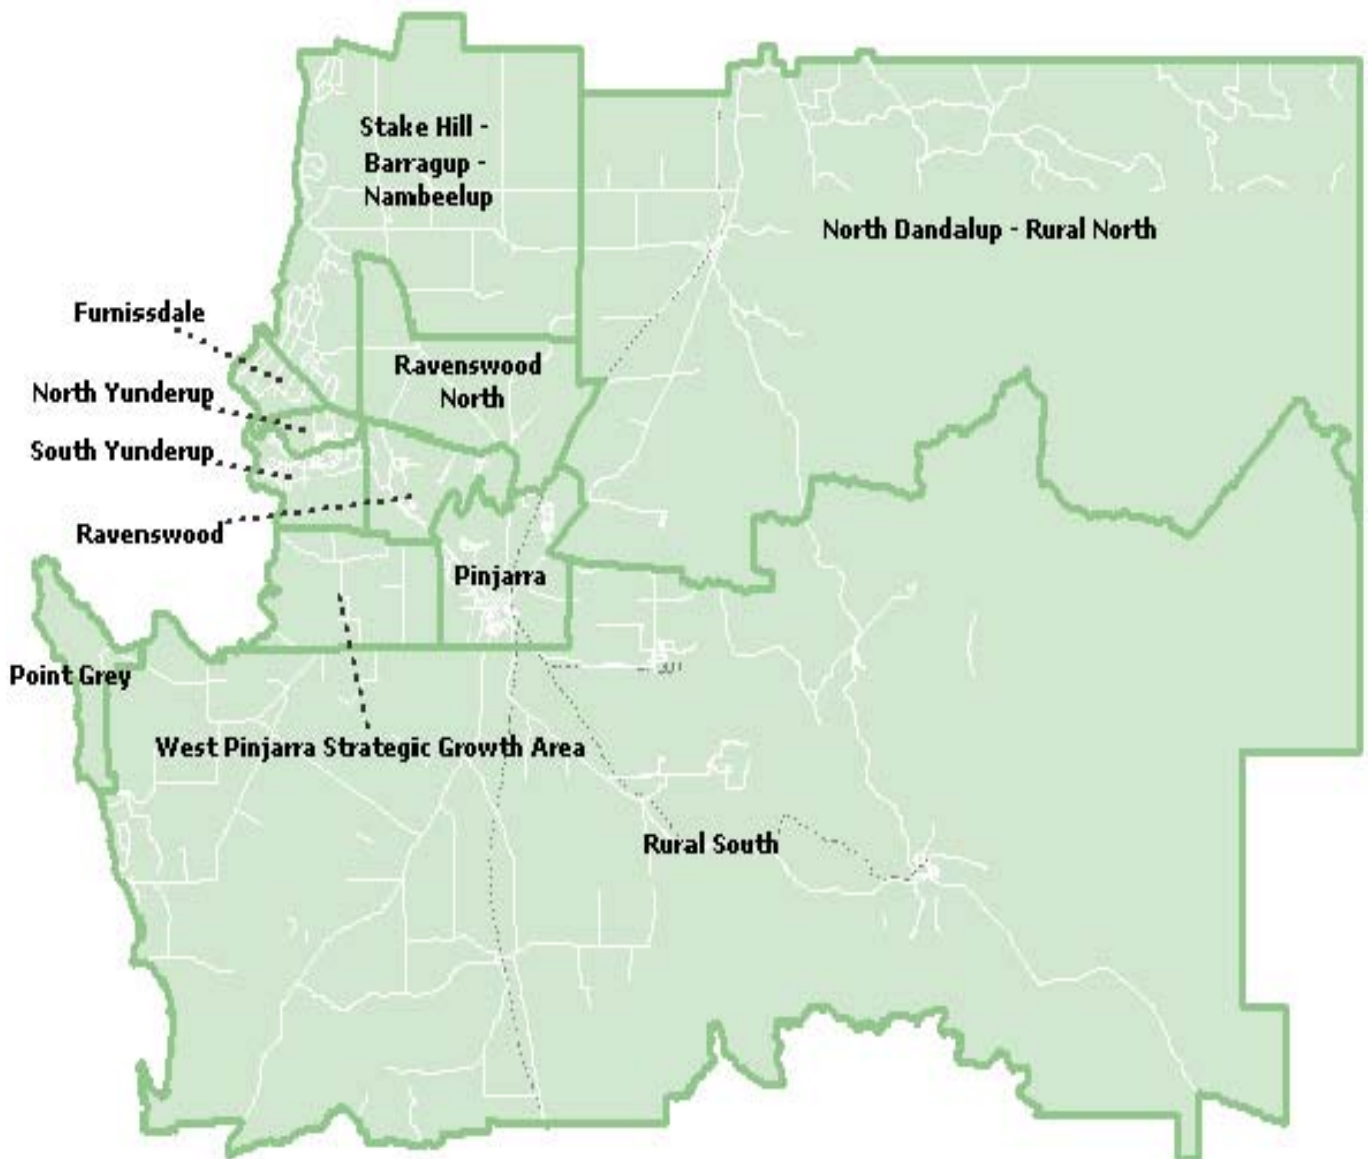 Stake Hill -
Barragup -
Nambeelup
North Dandalup - Rural North
Furnissdale
Ravenswood
North
North Yunderup
South Yunderup
Ravenswood
Pinjarra
Point Grey
West Pinjarra Strategic Growth Area
Rural South